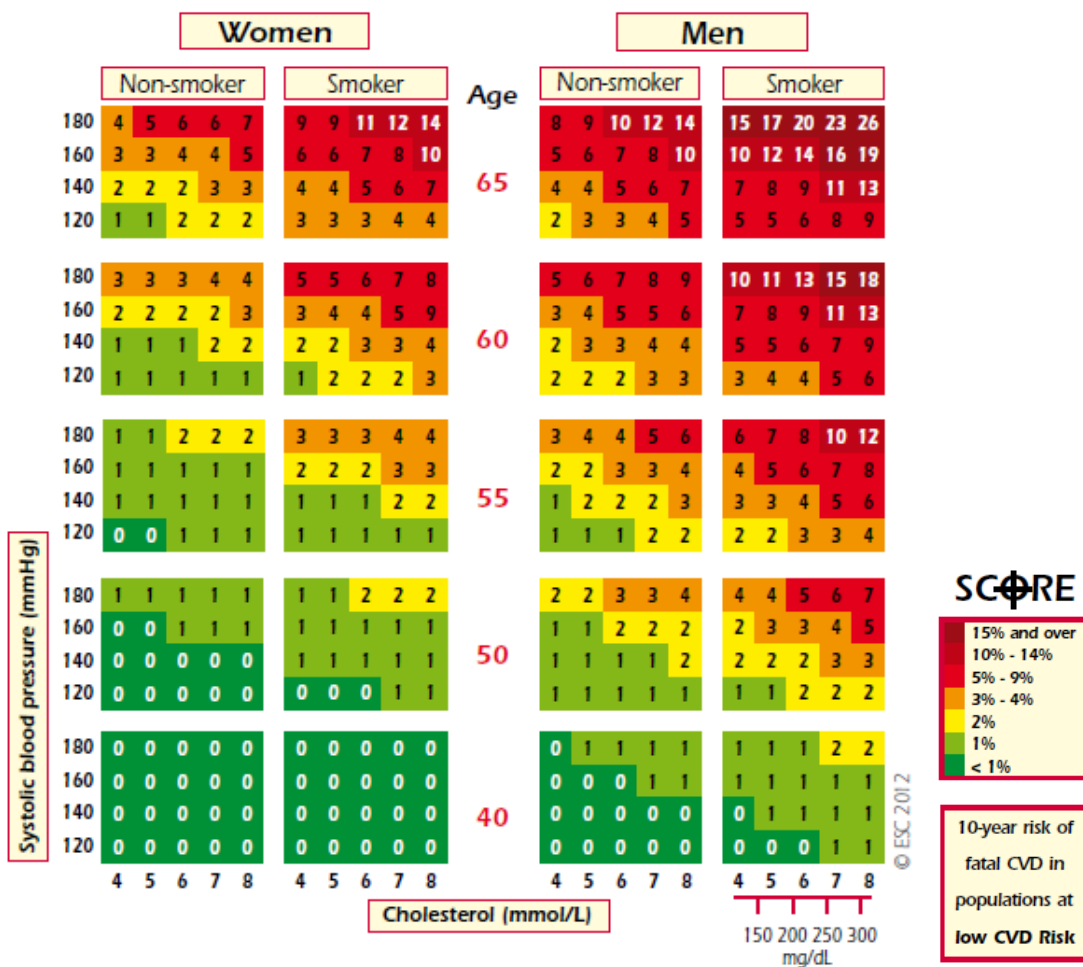 Women Men
Non-smoker Smoker Age Non-smoker Smoker
180 4 5 6 6 7 9 9 11 12 14 8 9 10 12 14 15 17 20 23 26
160 3 3 4 4 5 6 6 7 8 10 5 6 7 8 10 10 12 14 16 19
65
140 2 2 2 3 3 4 4 5 6 7 4 4 5 6 7 7 8 9 11 13
120 1 1 2 2 2 3 3 3 4 4 2 3 3 4 5 5 5 6 8 9
180 3 3 3 4 4 5 5 6 7 8 5 6 7 8 9 10 11 13 15 18
160 2 2 2 2 3 3 4 4 5 9 3 4 5 5 6 7 8 9 11 13
60
140 1 1 1 2 2 2 2 3 3 4 2 3 3 4 4 5 5 6 7 9
120 1 1 1 1 1 1 2 2 2 3 2 2 2 3 3 3 4 4 5 6
180 1 1 2 2 2 3 3 3 4 4 3 4 4 5 6 6 7 8 10 12
160 1 1 1 1 1 2 2 2 3 3 2 2 3 3 4 4 5 6 7 8
55
140 1 1 1 1 1 1 1 1 2 2 1 2 2 2 3 3 3 4 5 6
120 0 0 1 1 1 1 1 1 1 1 1 1 1 2 2 2 2 3 3 4
180 1 1 1 1 1 1 1 2 2 2 2 2 3 3 4 4 4 5 6 7
160 0 0 1 1 1 1 1 1 1 1 1 1 2 2 2 2 3 3 4 5
50
140 0 0 0 0 0 1 1 1 1 1 1 1 1 1 2 2 2 2 3 3
120 0 0 0 0 0 0 0 0 1 1 1 1 1 1 1 1 1 2 2 2
180 0 0 0 0 0 0 0 0 0 0 0 1 1 1 1 1 1 1 2 2
160 0 0 0 0 0 0 0 0 0 0 0 0 0 1 1 1 1 1 1 1
40
140 0 0 0 0 0 0 0 0 0 0 0 0 0 0 0 0 1 1 1 1
120 0 0 0 0 0 0 0 0 0 0 0 0 0 0 0 0 0 0 1 1
4 5 6 7 8 4 5 6 7 8 4 5 6 7 8 4 5 6 7 8
Systolic blood pressure (mmHg)
Cholesterol (mmol/L)
150 200 250 300
mg/dL
© ESC 2012
SCORE
15% and over
10% - 14%
5% - 9%
3% - 4%
2%
1%
< 1%
10-year risk of
fatal CVD in
populations at
low CVD Risk